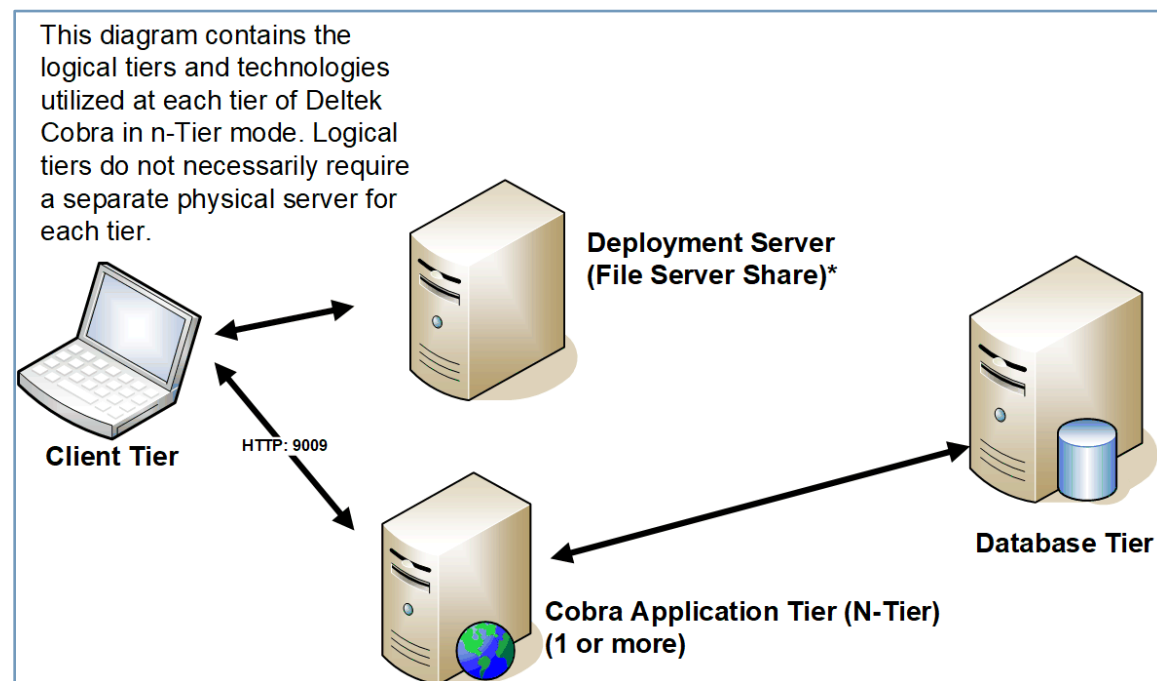 This diagram contains the
logical tiers and technologies
utilized at each tier of Deltek
Cobra in n-Tier mode. Logical
tiers do not necessarily require
a separate physical server for
each tier.
Deployment Server
(File Server Share)*
Client Tier
HTTP: 9009
Database Tier
Cobra Application Tier (N-Tier)
(1 or more)